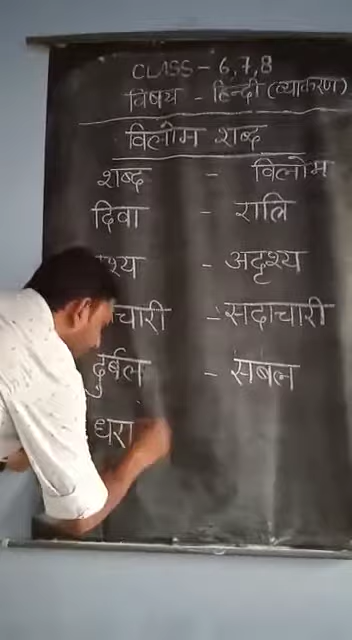 CLASS - 6,7,8
विषय - हिन्दी (व्याकरण)
विलोम शब्द
शब्द - विलोम
दिवा - रात्रि
श्य - अदृश्य
चारी - सदाचारी
दुर्बल - सबल
धरा